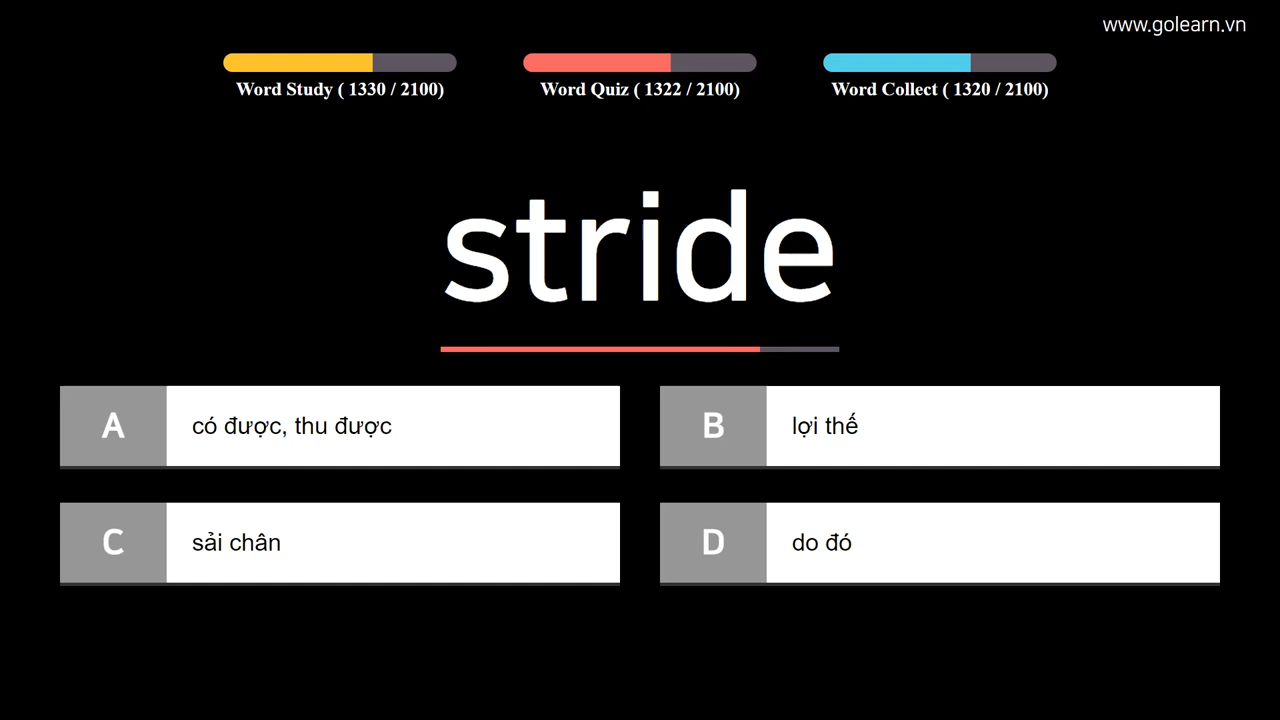 www.golearn.vn
Word Study ( 1330 / 2100)
Word Quiz ( 1322 / 2100)
Word Collect ( 1320 / 2100)
stride
A có được, thu được
B lợi thế
C sải chân
D do đó